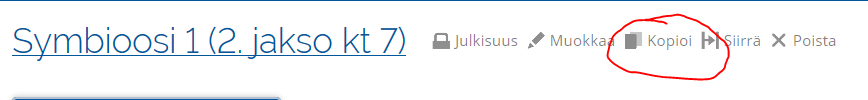 Symbioosi 1 (2. jakso kt 7) Julkisuus Muokkaa Kopioi Siirrä Poista